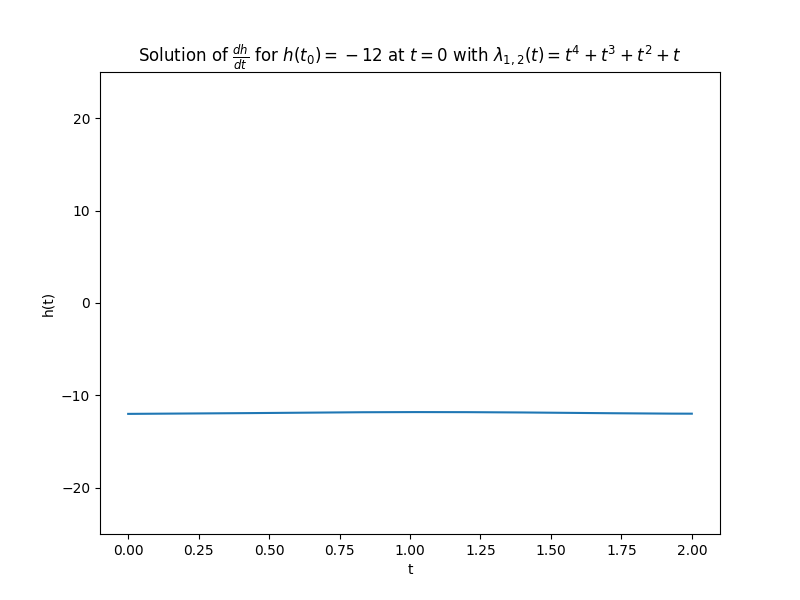 Solution of $\frac{dh}{dt}$ for $h(t_0) = -12$ at $t = 0$ with $\lambda_{1,2}(t) = t^4 + t^3 + t^2 + t$
20
10
0
−10
−20
h(t)
0.00 0.25 0.50 0.75 1.00 1.25 1.50 1.75 2.00
t